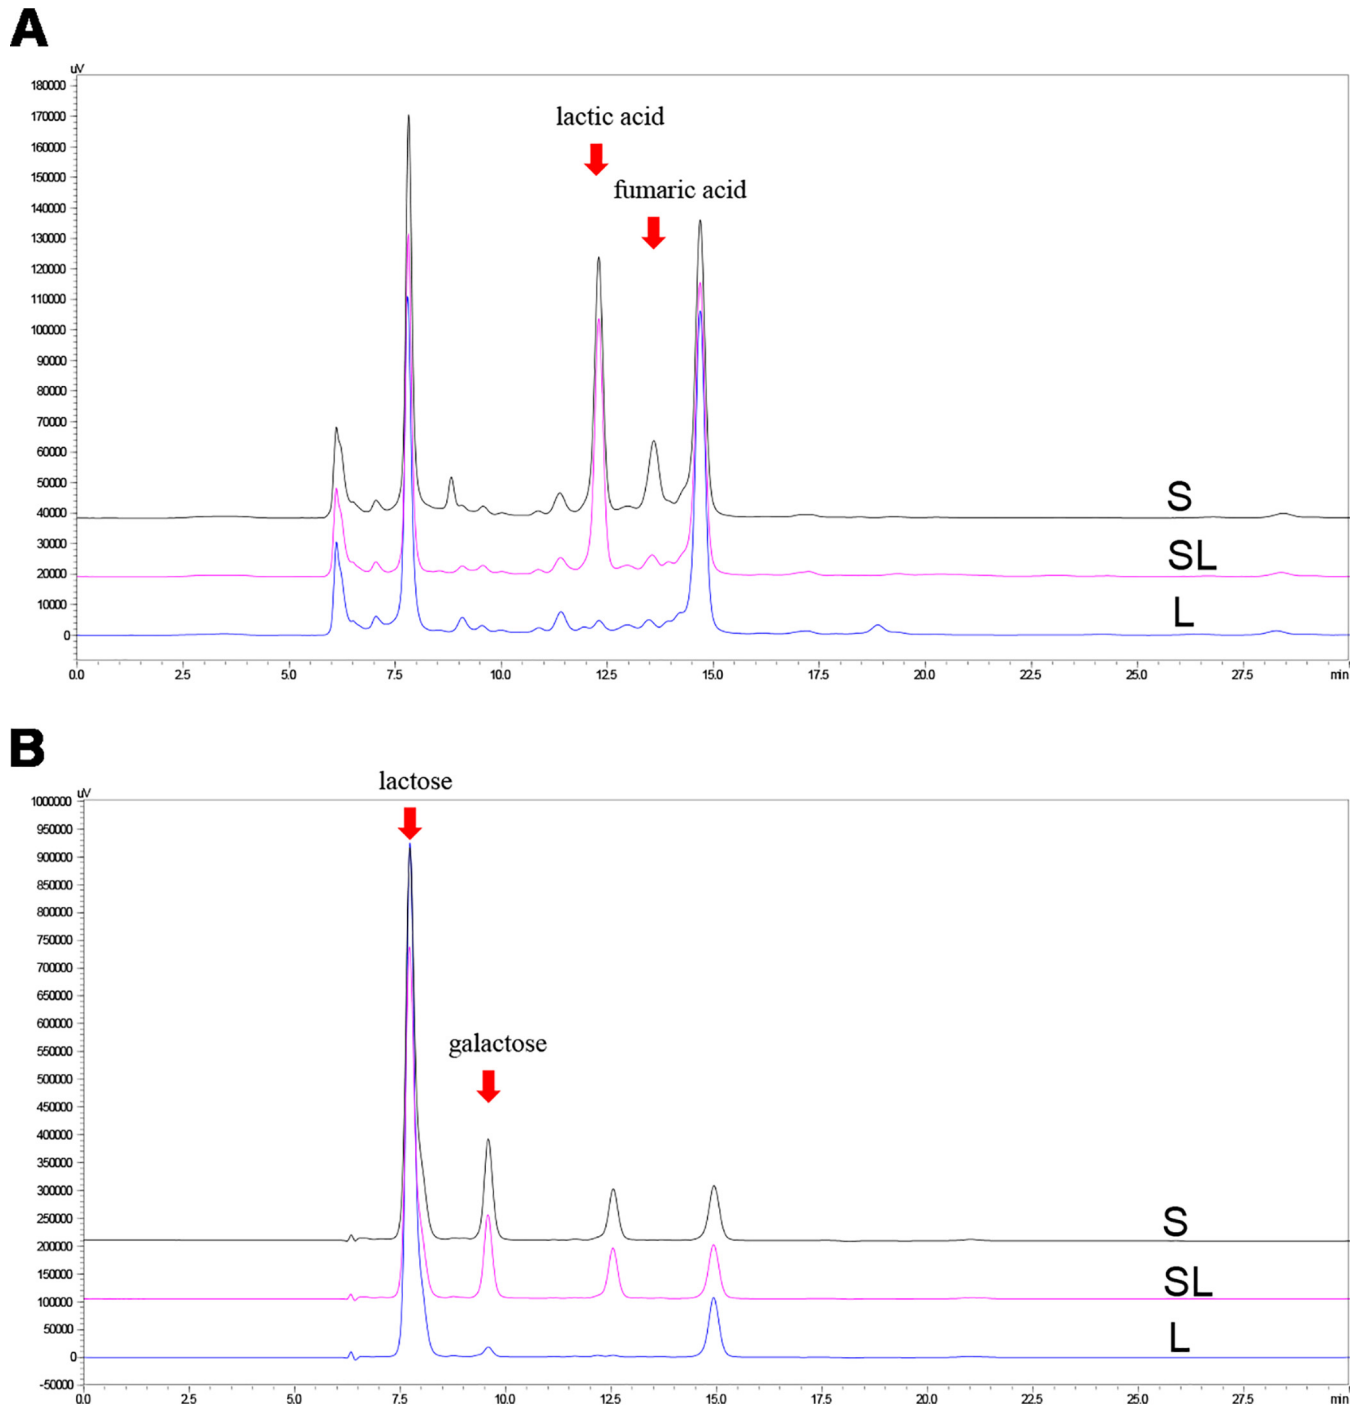 A
uV
180000
170000
160000
150000
140000
130000
120000
110000
100000
90000
80000
70000
60000
50000
40000
30000
20000
10000
0
lactic acid
fumaric acid
S
SL
L
0.0 2.5 5.0 7.5 10.0 12.5 15.0 17.5 20.0 22.5 25.0 27.5 min
B
uV
1000000
950000
900000
850000
800000
750000
700000
650000
600000
550000
500000
450000
400000
350000
300000
250000
200000
150000
100000
50000
0
-50000
lactose
galactose
S
SL
L
0.0 2.5 5.0 7.5 10.0 12.5 15.0 17.5 20.0 22.5 25.0 27.5 min